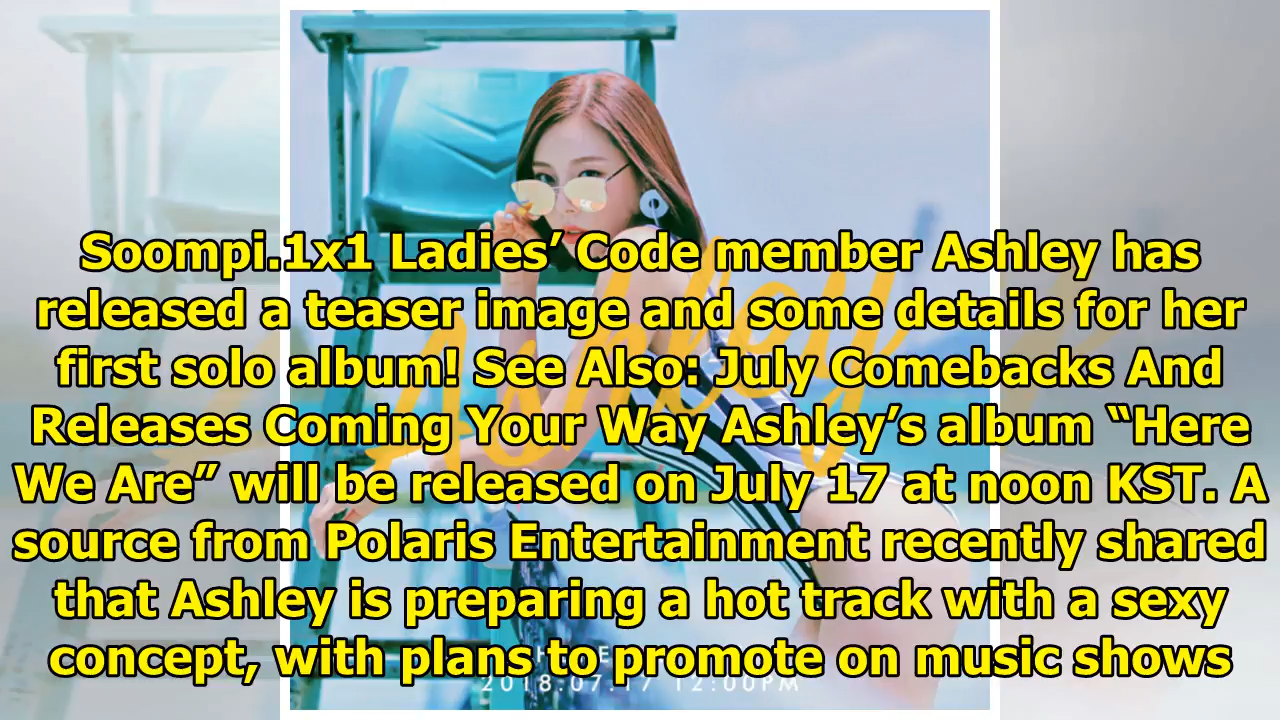 Soompi.1x1 Ladies’ Code member Ashley has
released a teaser image and some details for her
first solo album! See Also: July Comebacks And
Releases Coming Your Way Ashley’s album “Here
We Are” will be released on July 17 at noon KST. A
source from Polaris Entertainment recently shared
that Ashley is preparing a hot track with a sexy
concept, with plans to promote on music shows
Ashley
2018.07.17 12:00PM